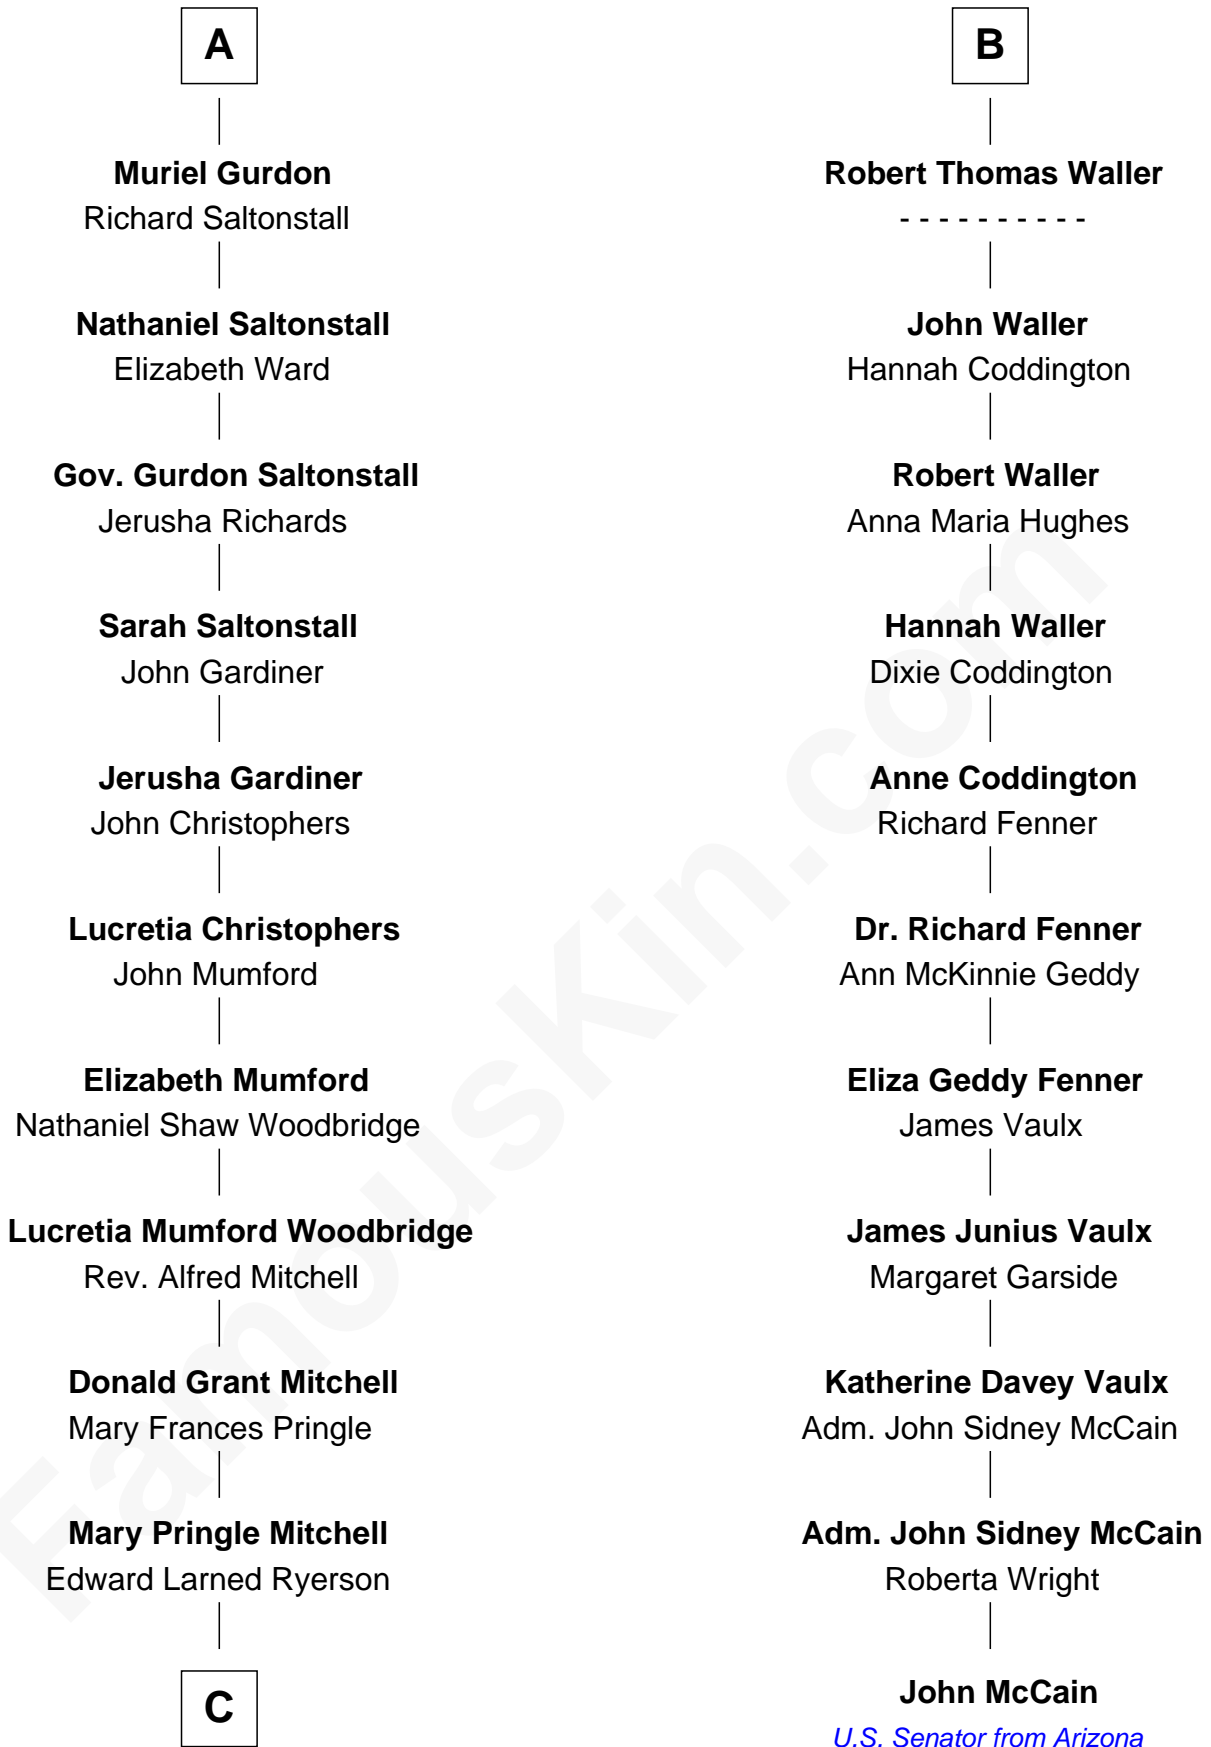 A
Muriel Gurdon
Richard Saltonstall
Nathaniel Saltonstall
Elizabeth Ward
Gov. Gurdon Saltonstall
Jerusha Richards
Sarah Saltonstall
John Gardiner
Jerusha Gardiner
John Christophers
Lucretia Christophers
John Mumford
Elizabeth Mumford
Nathaniel Shaw Woodbridge
Lucretia Mumford Woodbridge
Rev. Alfred Mitchell
Donald Grant Mitchell
Mary Frances Pringle
Mary Pringle Mitchell
Edward Larned Ryerson
C
B
Robert Thomas Waller
- - - - - - - - - -
John Waller
Hannah Coddington
Robert Waller
Anna Maria Hughes
Hannah Waller
Dixie Coddington
Anne Coddington
Richard Fenner
Dr. Richard Fenner
Ann McKinnie Geddy
Eliza Geddy Fenner
James Vaulx
James Junius Vaulx
Margaret Garside
Katherine Davey Vaulx
Adm. John Sidney McCain
Adm. John Sidney McCain
Roberta Wright
John McCain
U.S. Senator from Arizona
FamousKin.com